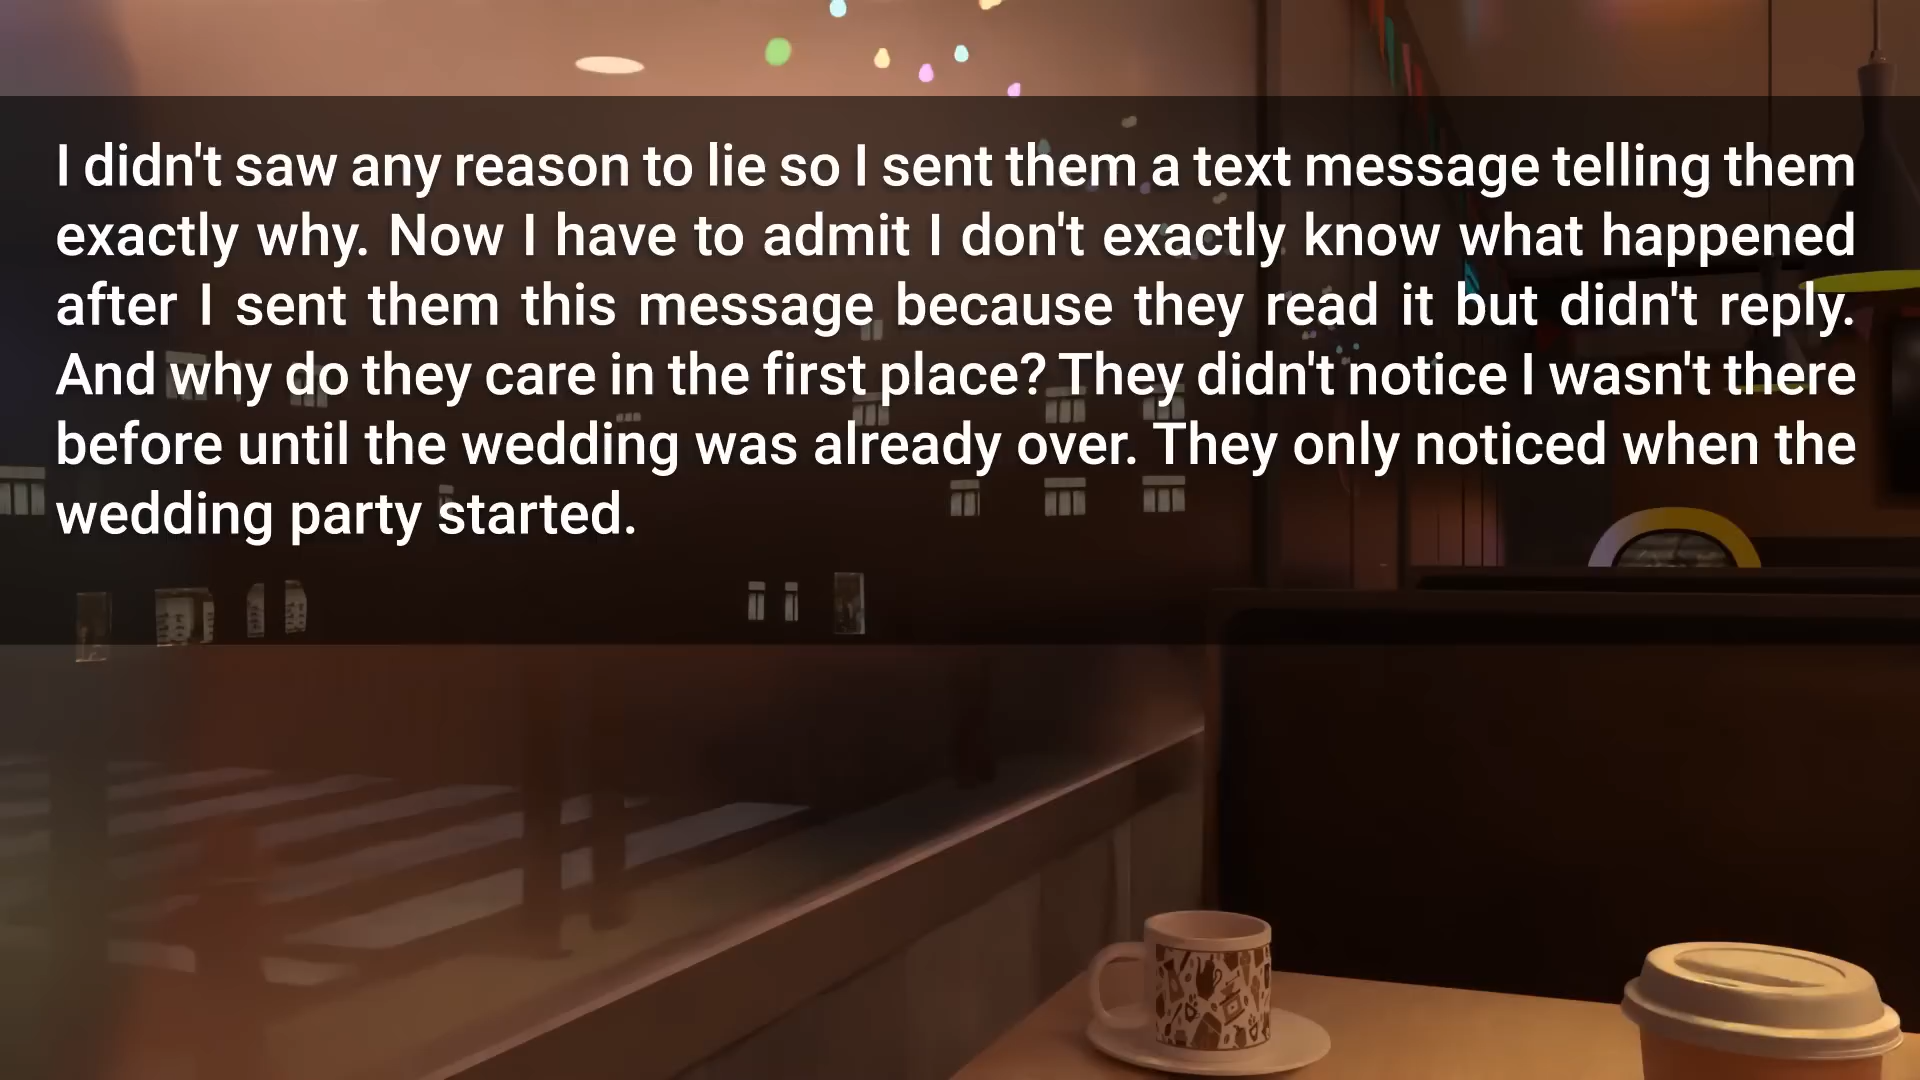 I didn't saw any reason to lie so I sent them a text message telling them
exactly why. Now I have to admit I don't exactly know what happened
after I sent them this message because they read it but didn't reply.
And why do they care in the first place? They didn't notice I wasn't there
before until the wedding was already over. They only noticed when the
wedding party started.